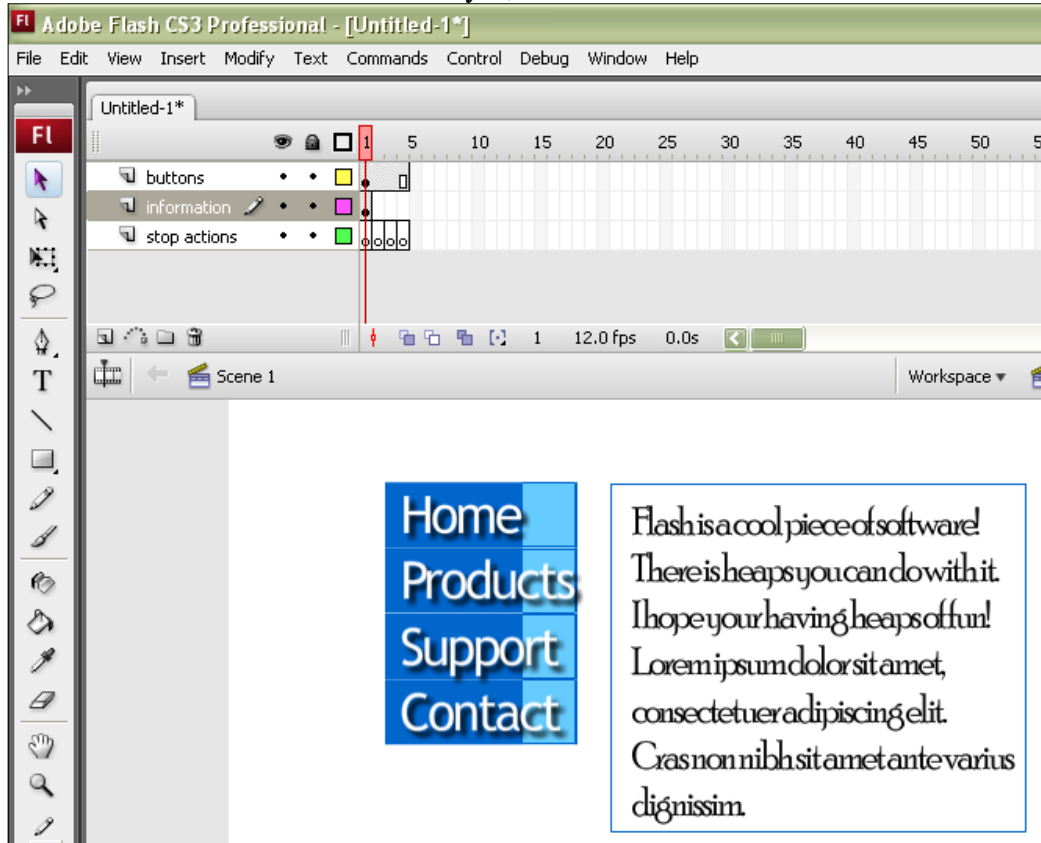 Fl Adobe Flash CS3 Professional - [Untitled-1*]
File Edit View Insert Modify Text Commands Control Debug Window Help
Untitled-1*
Fl
1 5 10 15 20 25 30 35 40 45 50 5
buttons
information
stop actions
1 12.0 fps 0.0s
T
Scene 1 Workspace
Home
Products
Support
Contact
Flash is a cool piece of software!
There is heaps you can do with it.
I hope your having heaps of fun!
Lorem ipsum dolor sit amet,
consectetuer adipiscing elit.
Cras non nibh sit amet ante varius
dignissim.